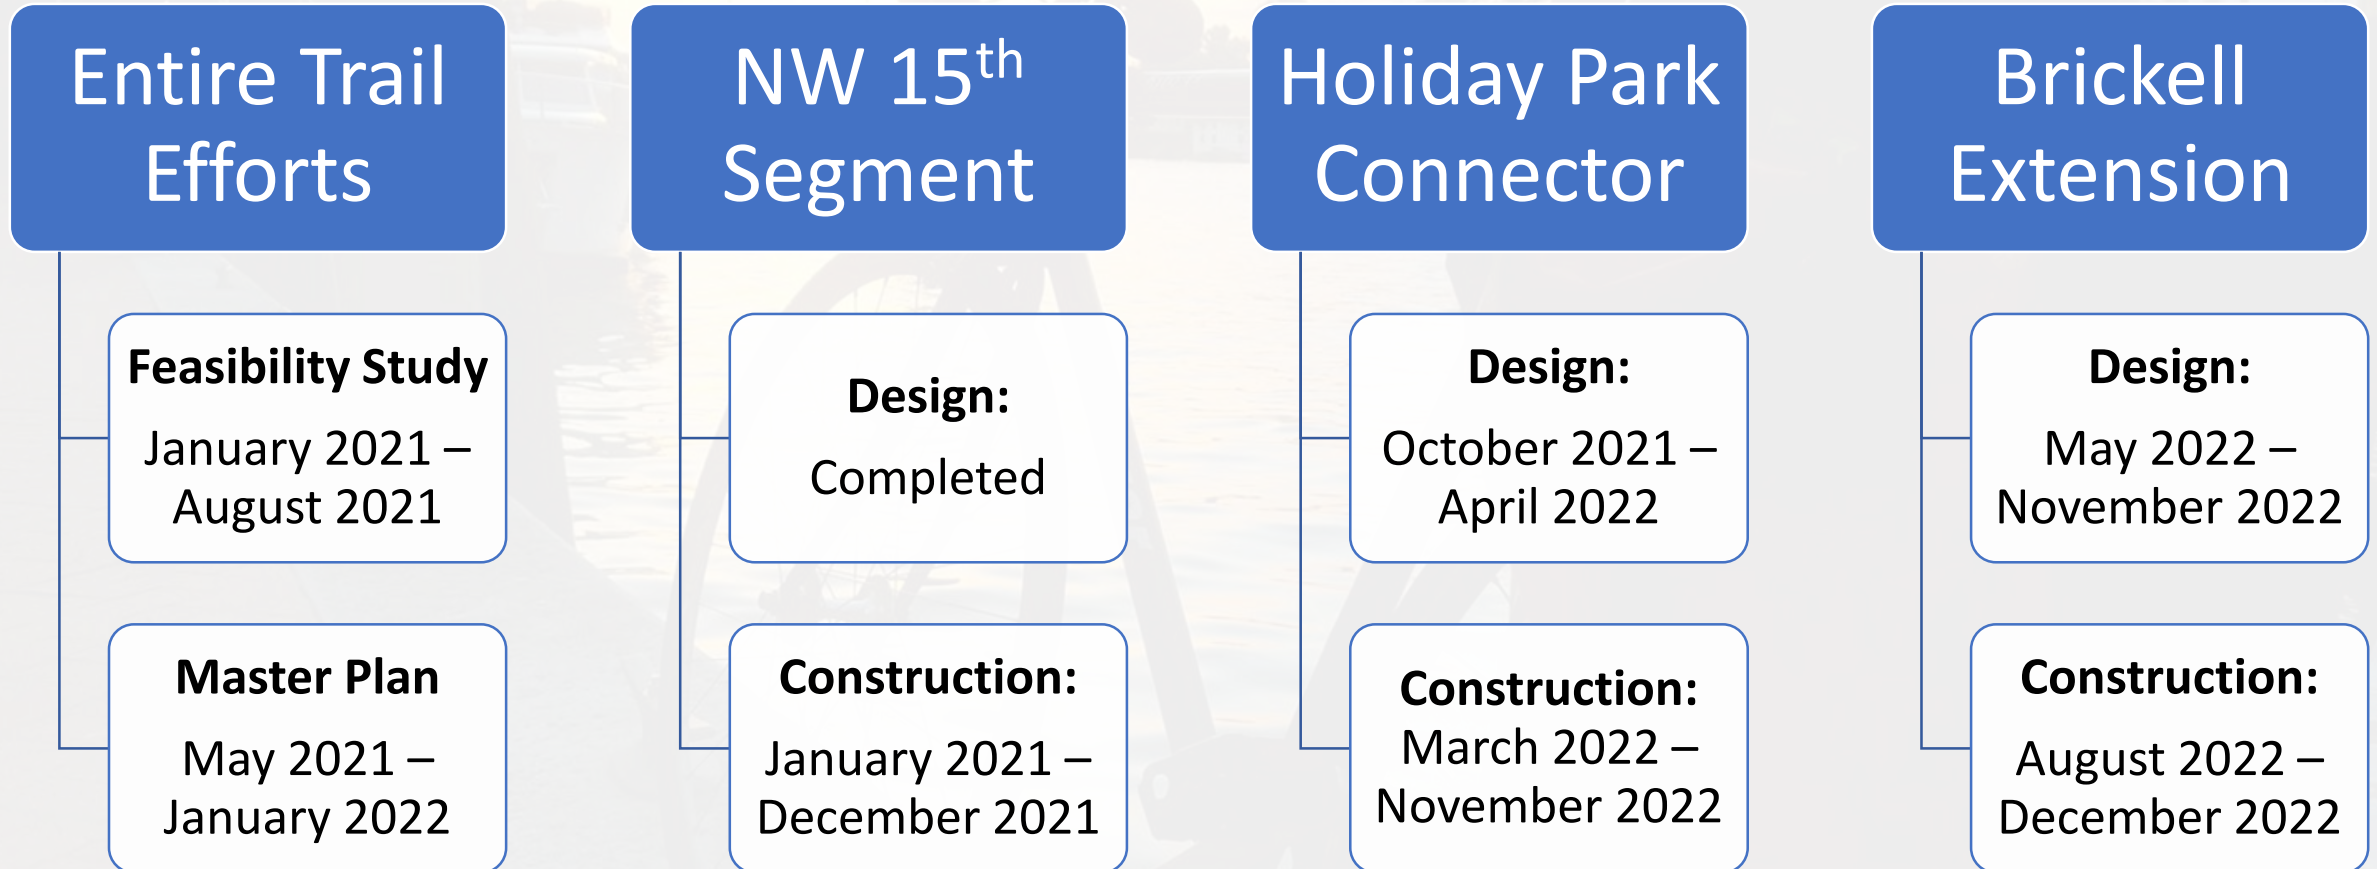 Entire Trail
Efforts
Feasibility Study
January 2021 –
August 2021
Master Plan
May 2021 –
January 2022
NW 15th
Segment
Design:
Completed
Construction:
January 2021 –
December 2021
Holiday Park
Connector
Design:
October 2021 –
April 2022
Construction:
March 2022 –
November 2022
Brickell
Extension
Design:
May 2022 –
November 2022
Construction:
August 2022 –
December 2022